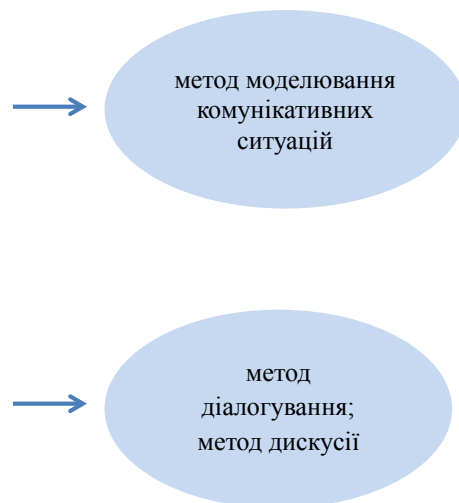 метод моделювання
комунікативних
ситуацій
метод
діалогування;
метод дискусії